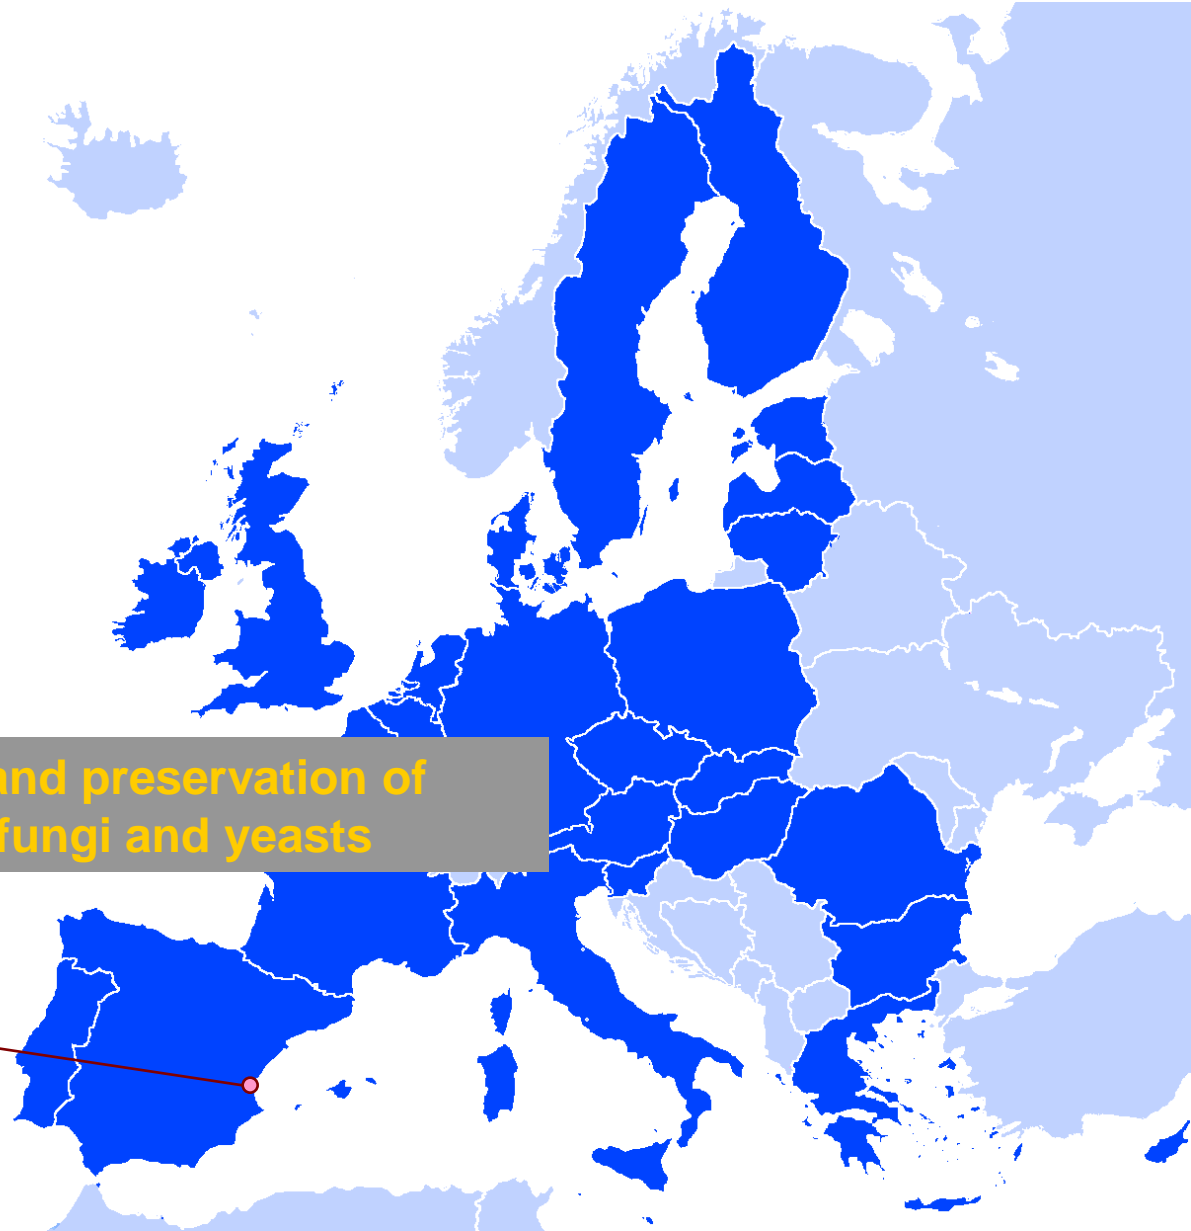 and preservation of
fungi and yeasts